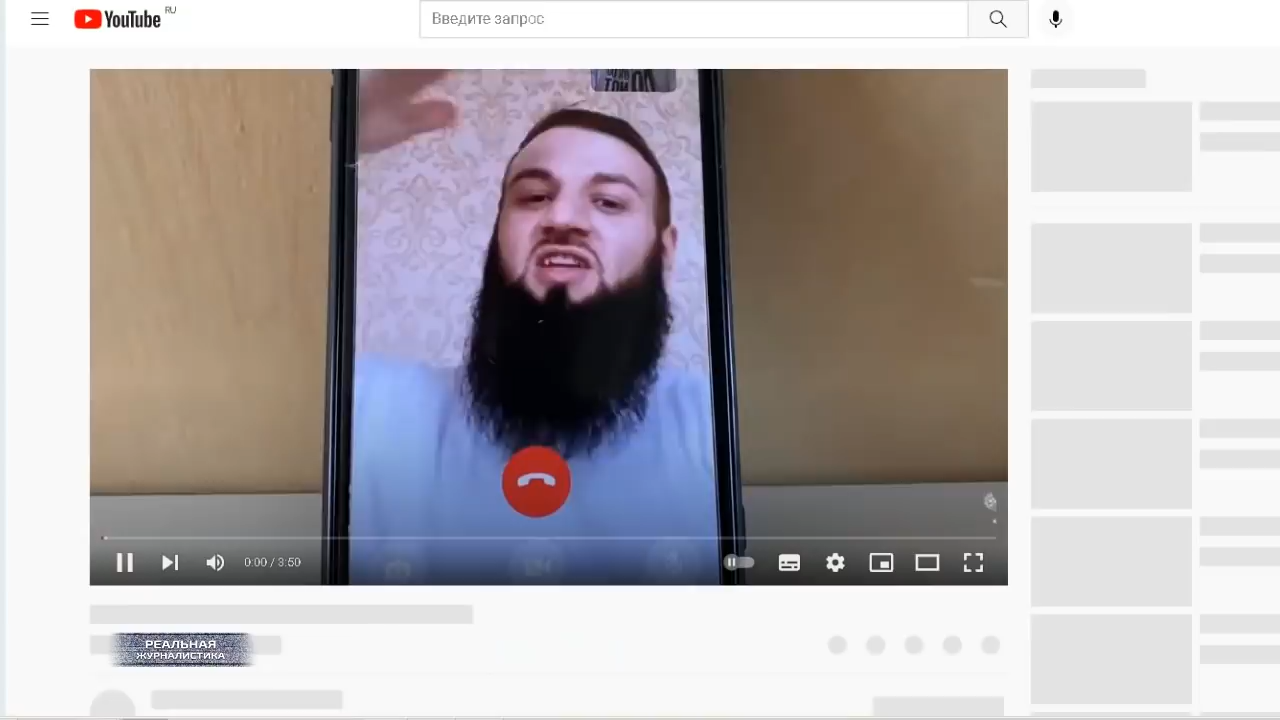 YouTube RU
Введите запрос
0:00 / 3:50
РЕАЛЬНАЯ
ЖУРНАЛИСТИКА